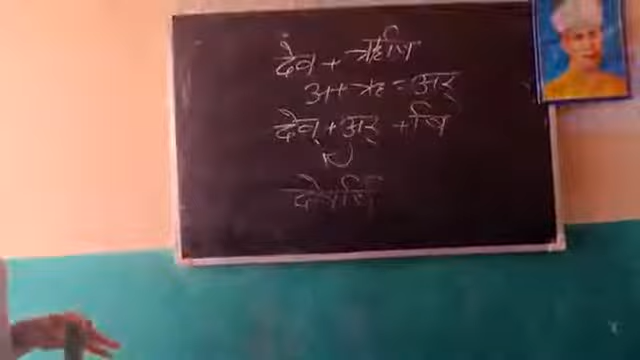 देव + ऋषि
अ + ऋ = अर्
देव् + अर् + षि
देवर्षि